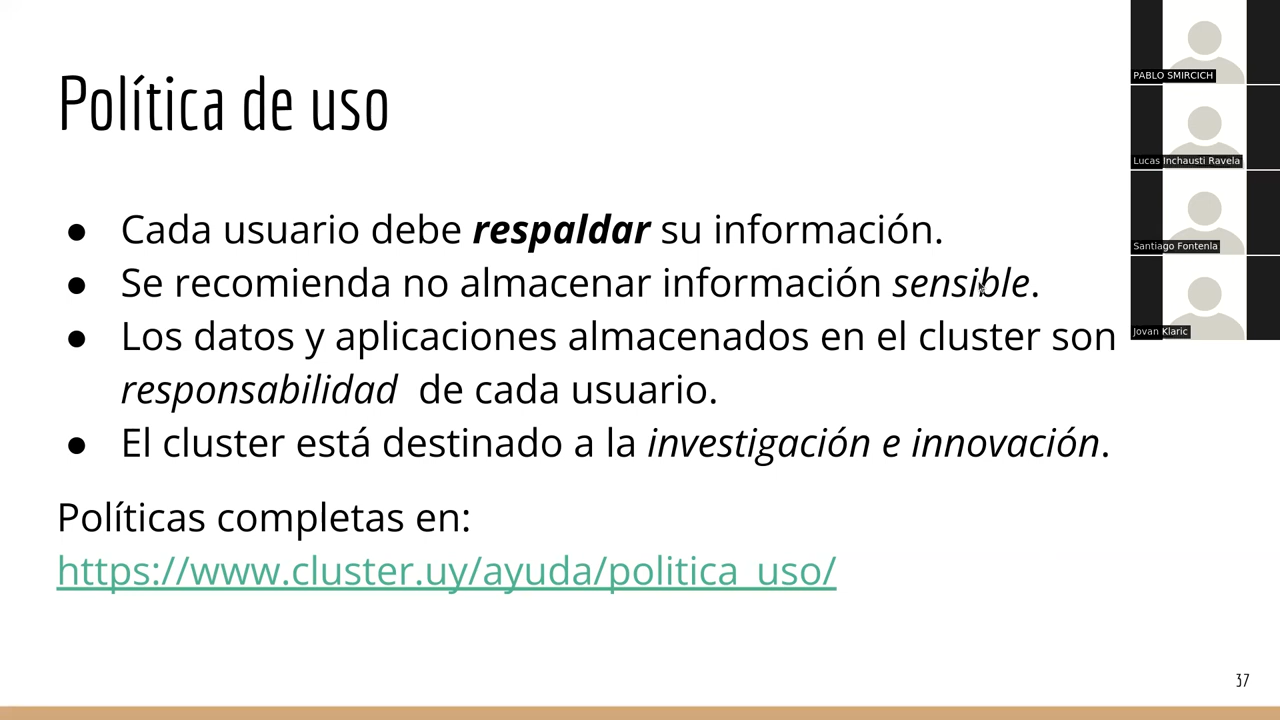 Política de uso
● Cada usuario debe respaldar su información.
● Se recomienda no almacenar información sensible.
● Los datos y aplicaciones almacenados en el cluster son
responsabilidad de cada usuario.
● El cluster está destinado a la investigación e innovación.
Políticas completas en:
https://www.cluster.uy/ayuda/politica_uso/
37
PABLO SMIRCICH
Lucas Inchausti Ravela
Santiago Fontenla
Jovan Klaric